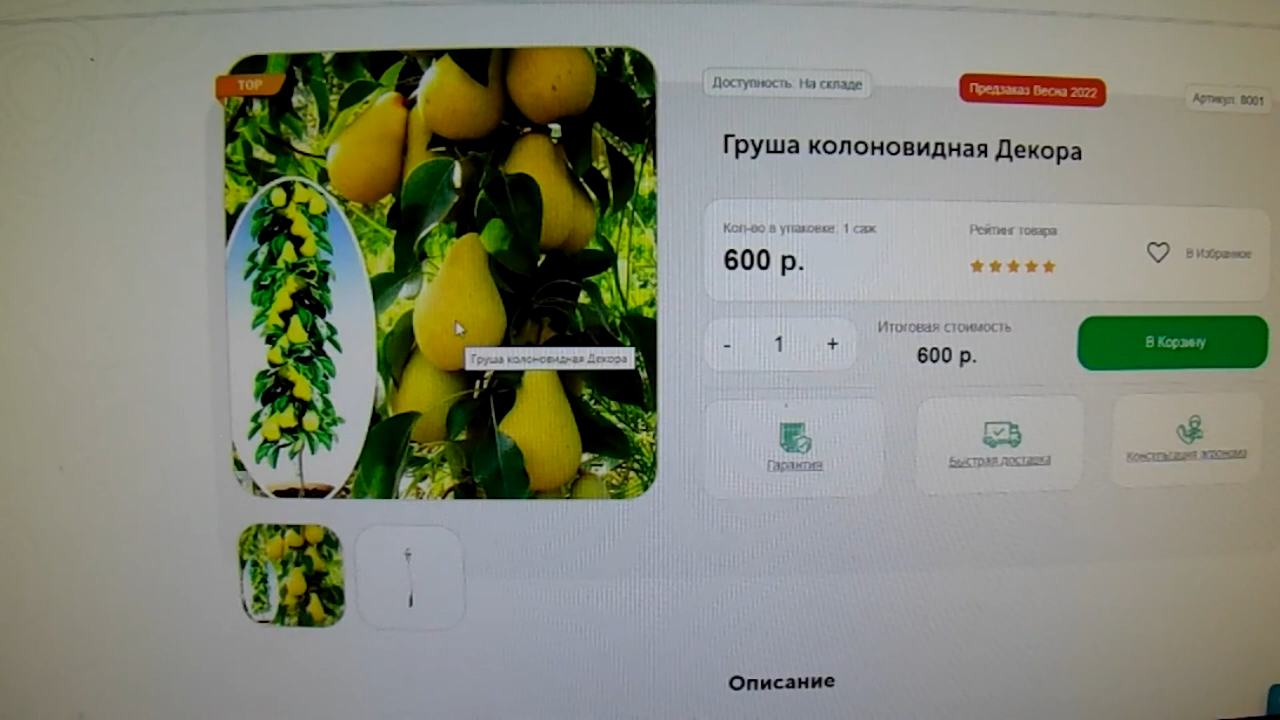 TOP
Доступность: На складе
Предзаказ Весна 2022
Артикул: 8001
Груша колоновидная Декора
Кол-во в упаковке: 1 саж
Рейтинг товара
600 р.
В Избранное
- 1 +
Итоговая стоимость
600 р.
В Корзину
Груша колоновидная Декора
Гарантия
Быстрая доставка
Консультация агронома
Описание